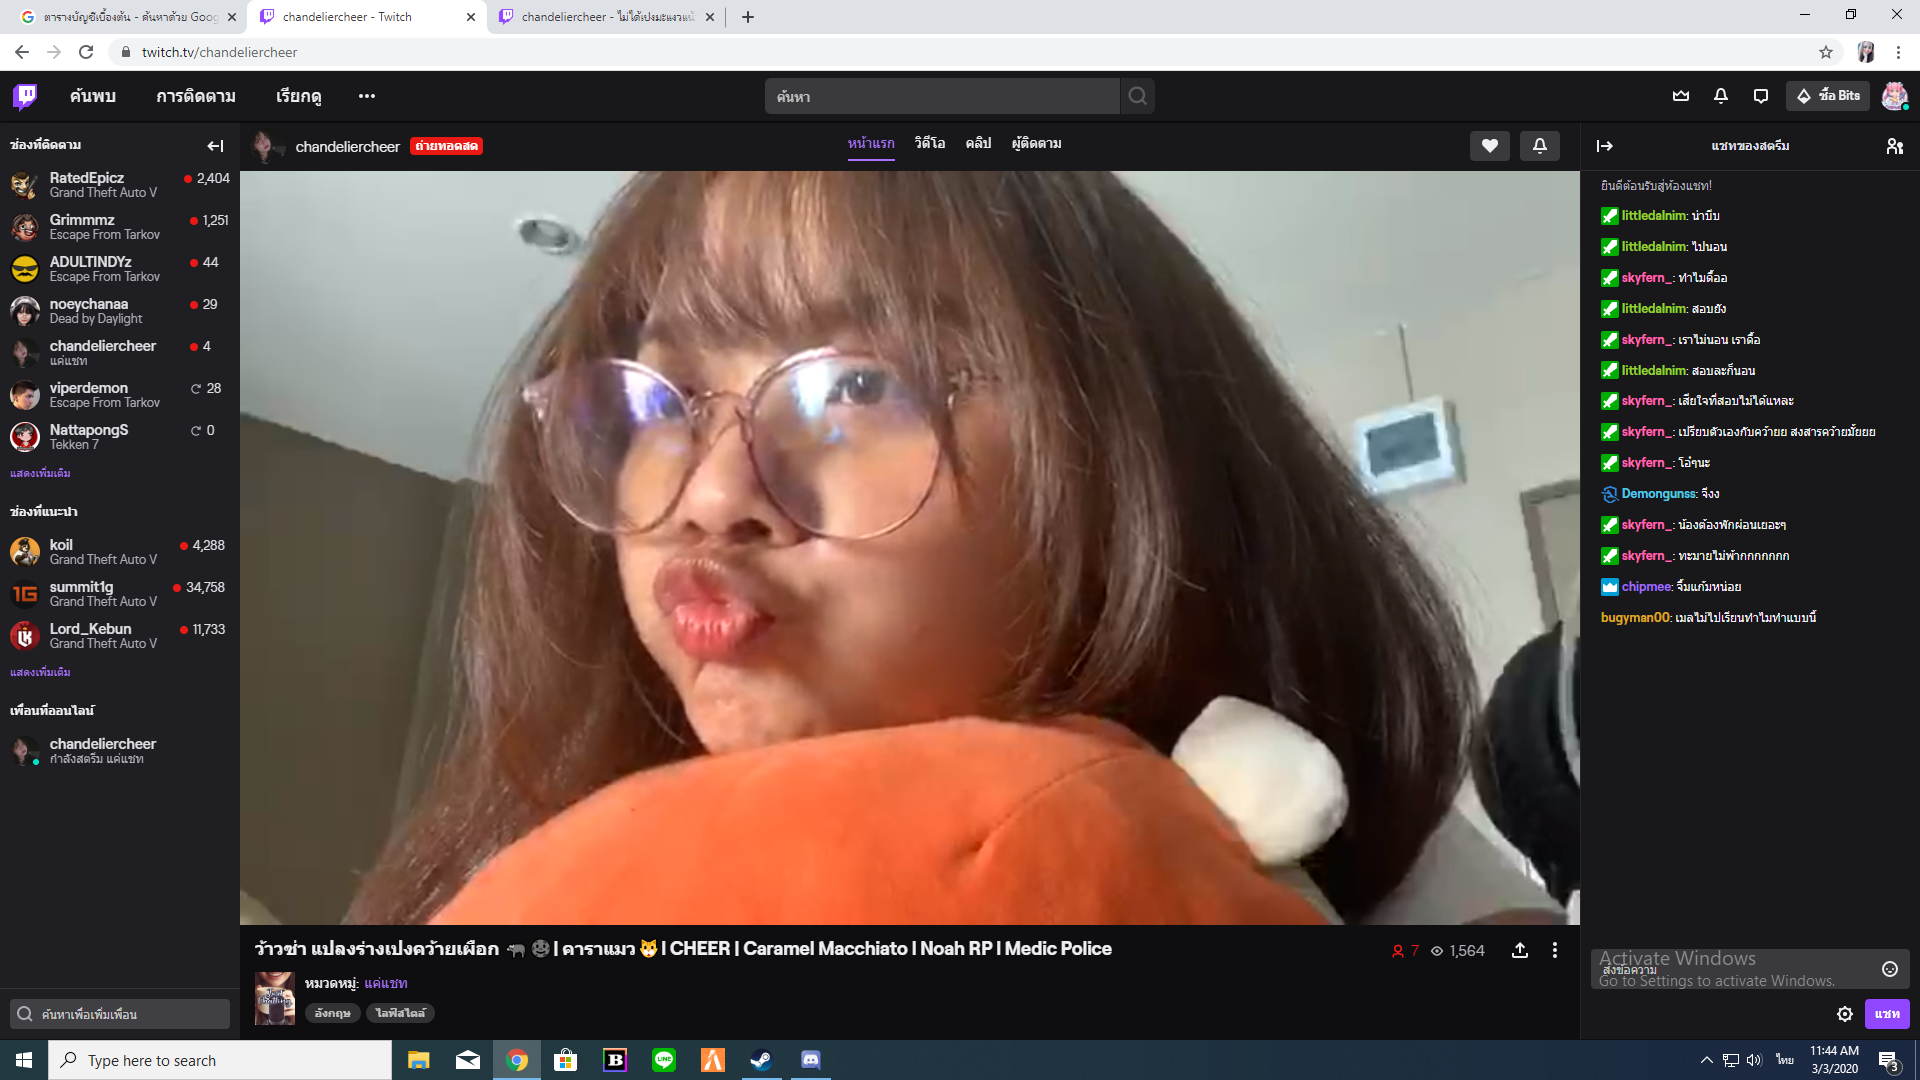 ตารางบัญชีเบื้องต้น - ค้นหาด้วย Goog
chandeliercheer - Twitch
chandeliercheer - ไม่ได้เปงมะแงวแน้
twitch.tv/chandeliercheer
ค้นพบ
การติดตาม
เรียกดู
ค้นหา
ซื้อ Bits
ช่องที่ติดตาม
RatedEpicz 2,404
Grand Theft Auto V
Grimmmz 1,251
Escape From Tarkov
ADULTINDYz 44
Escape From Tarkov
noeychanaa 29
Dead by Daylight
chandeliercheer 4
แค่แชท
viperdemon 28
Escape From Tarkov
NattapongS 0
Tekken 7
แสดงเพิ่มเติม
ช่องที่แนะนำ
koil 4,288
Grand Theft Auto V
summit1g 34,758
Grand Theft Auto V
Lord_Kebun 11,733
Grand Theft Auto V
แสดงเพิ่มเติม
เพื่อนที่ออนไลน์
chandeliercheer
กำลังสตรีม แค่แชท
ค้นหาเพื่อเพิ่มเพื่อน
chandeliercheer ถ่ายทอดสด
หน้าแรก วิดีโอ คลิป ผู้ติดตาม
ว้าวซ่า แปลงร่างเปงคว้ายเผือก 🐃 | ดาราแมว 🐱 | CHEER | Caramel Macchiato | Noah RP | Medic Police
7 1,564
หมวดหมู่: แค่แชท
อังกฤษ ไลฟ์สไตล์
แชทของสตรีม
ยินดีต้อนรับสู่ห้องแชท!
littledalnim: น่าบีบ
littledalnim: ไปนอน
skyfern_: ทำไมดื้ออ
littledalnim: สอบยัง
skyfern_: เราไม่นอน เราดื้อ
littledalnim: สอบละก็นอน
skyfern_: เสียใจที่สอบไม่ได้แหละ
skyfern_: เปรียบตัวเองกับคว้ายย สงสารคว้ายมั้ยยย
skyfern_: โอ๋ๆนะ
Demongunss: จีงง
skyfern_: น้องต้องพักผ่อนเยอะๆ
skyfern_: ทะมายไม่พ้ากกกกกกก
chipmee: จิ้มแก้มหน่อย
bugyman00: เมลไม่ไปเรียนทำไมทำแบบนี้
ส่งข้อความ
Activate Windows
Go to Settings to activate Windows.
แชท
Type here to search
ไทย
11:44 AM
3/3/2020
3